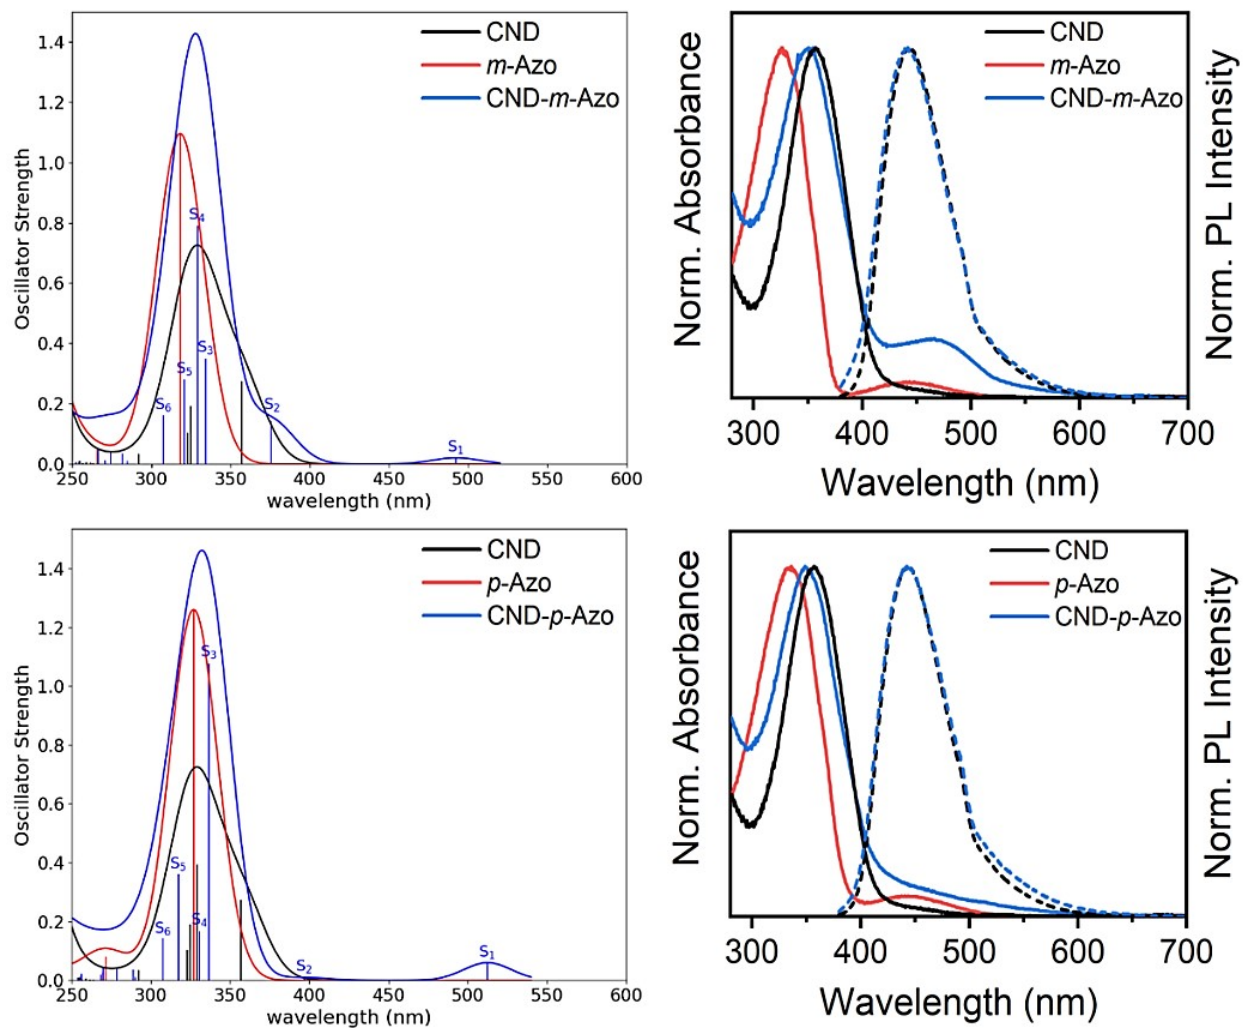 CND
m-Azo
CND-m-Azo
Oscillator Strength
1.4
1.2
1.0
0.8
0.6
0.4
0.2
0.0
S4
S3
S5
S6
S2
S1
250 300 350 400 450 500 550 600
wavelength (nm)
CND
m-Azo
CND-m-Azo
Norm. Absorbance
Norm. PL Intensity
300 400 500 600 700
Wavelength (nm)
CND
p-Azo
CND-p-Azo
Oscillator Strength
1.4
1.2
1.0
0.8
0.6
0.4
0.2
0.0
S3
S5
S4
S6
S2
S1
250 300 350 400 450 500 550 600
wavelength (nm)
CND
p-Azo
CND-p-Azo
Norm. Absorbance
Norm. PL Intensity
300 400 500 600 700
Wavelength (nm)